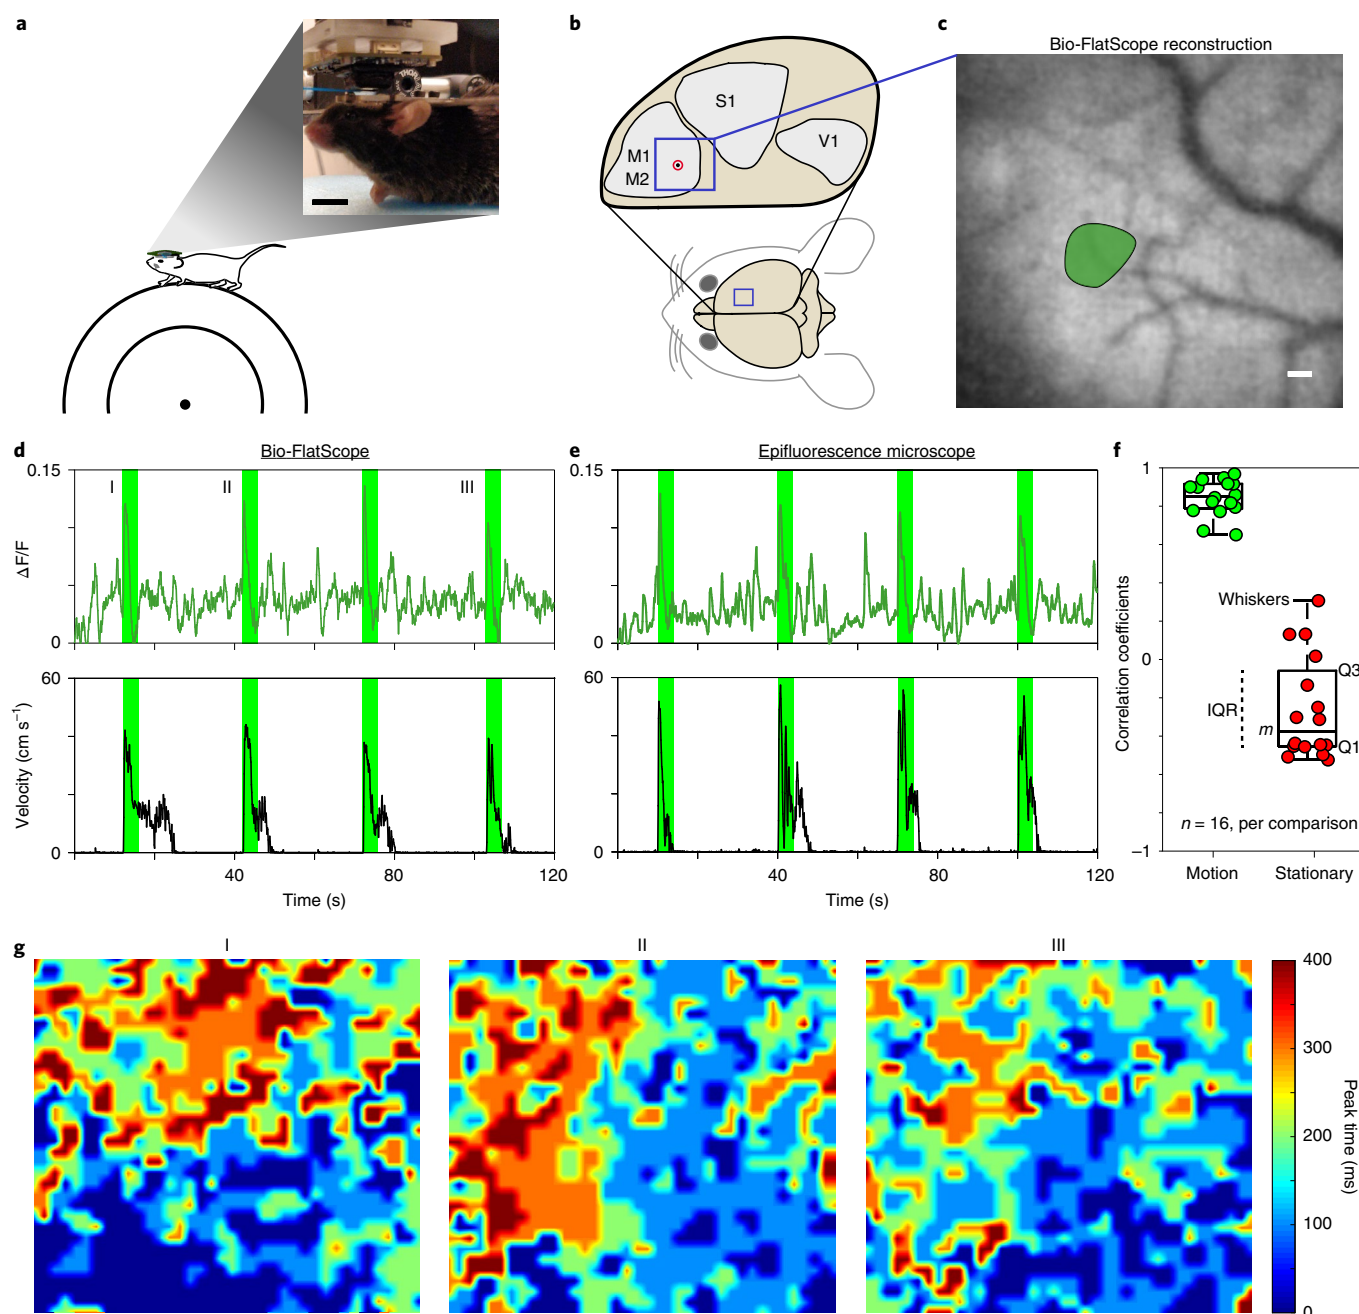 a
b
c
Bio-FlatScope reconstruction
S1
V1
M1
M2
d
Bio-FlatScope
e
Epifluorescence microscope
f
0.15
I
II
III
ΔF/F
0
0.15
0
60
Velocity (cm s⁻¹)
0
40
80
120
Time (s)
60
0
40
80
120
Time (s)
1
0
−1
Correlation coefficients
Whiskers
Q3
IQR
m
Q1
n = 16, per comparison
Motion
Stationary
g
I
II
III
400
300
200
100
0
Peak time (ms)